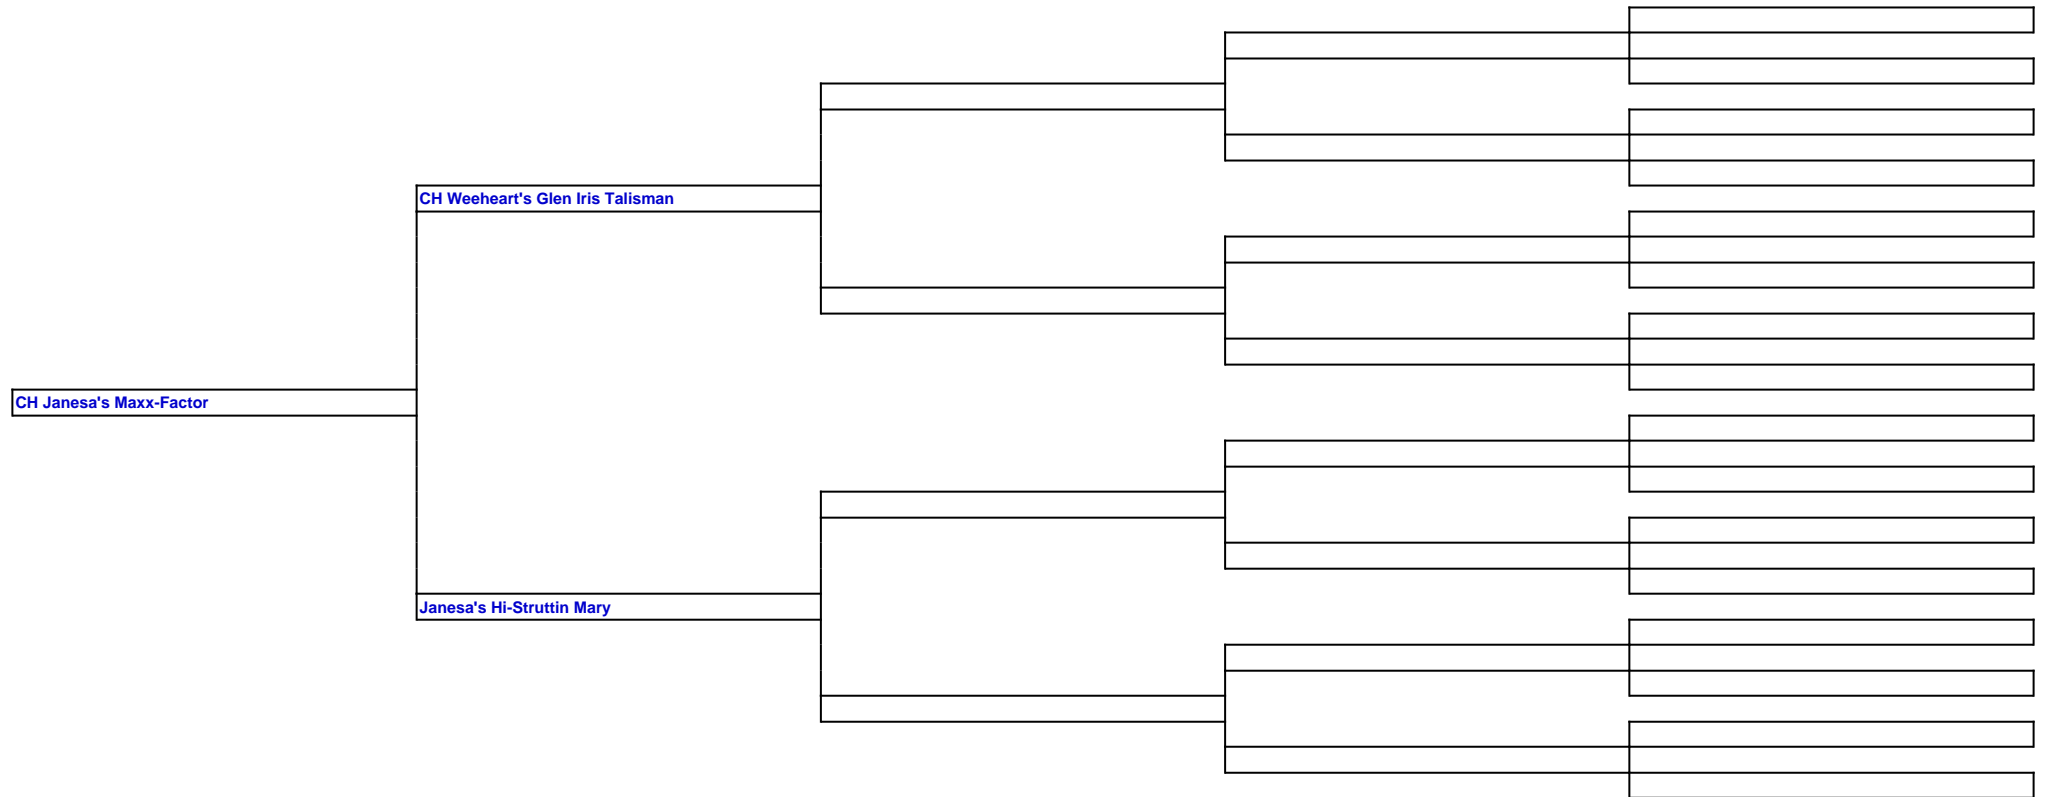 CH Weeheart's Glen Iris Talisman
CH Janesa's Maxx-Factor
Janesa's Hi-Struttin Mary